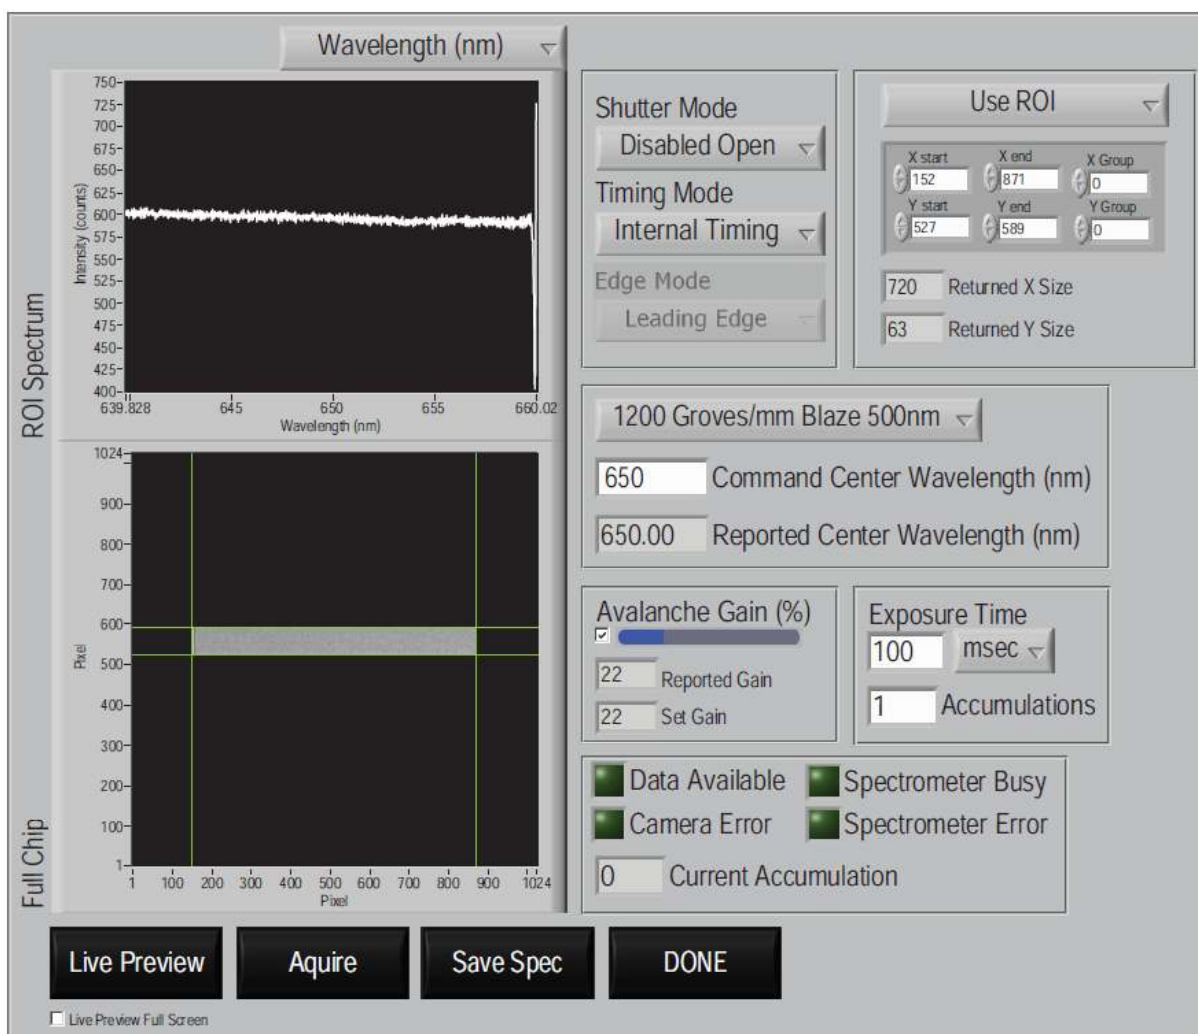 Wavelength (nm)
ROI Spectrum
Intensity (counts)
750
725
700
675
650
625
600
575
550
525
500
475
450
425
400
639.828 645 650 655 660.02
Wavelength (nm)
Full Chip
Pixel
1024
900
800
700
600
500
400
300
200
100
1
1 100 200 300 400 500 600 700 800 900 1024
Pixel
Shutter Mode
Disabled Open
Timing Mode
Internal Timing
Edge Mode
Leading Edge
Use ROI
X start X end X Group
152 871 0
Y start Y end Y Group
527 589 0
720 Returned X Size
63 Returned Y Size
1200 Groves/mm Blaze 500nm
650 Command Center Wavelength (nm)
650.00 Reported Center Wavelength (nm)
Avalanche Gain (%)
22 Reported Gain
22 Set Gain
Exposure Time
100 msec
1 Accumulations
Data Available Spectrometer Busy
Camera Error Spectrometer Error
0 Current Accumulation
Live Preview Aquire Save Spec DONE
Live Preview Full Screen